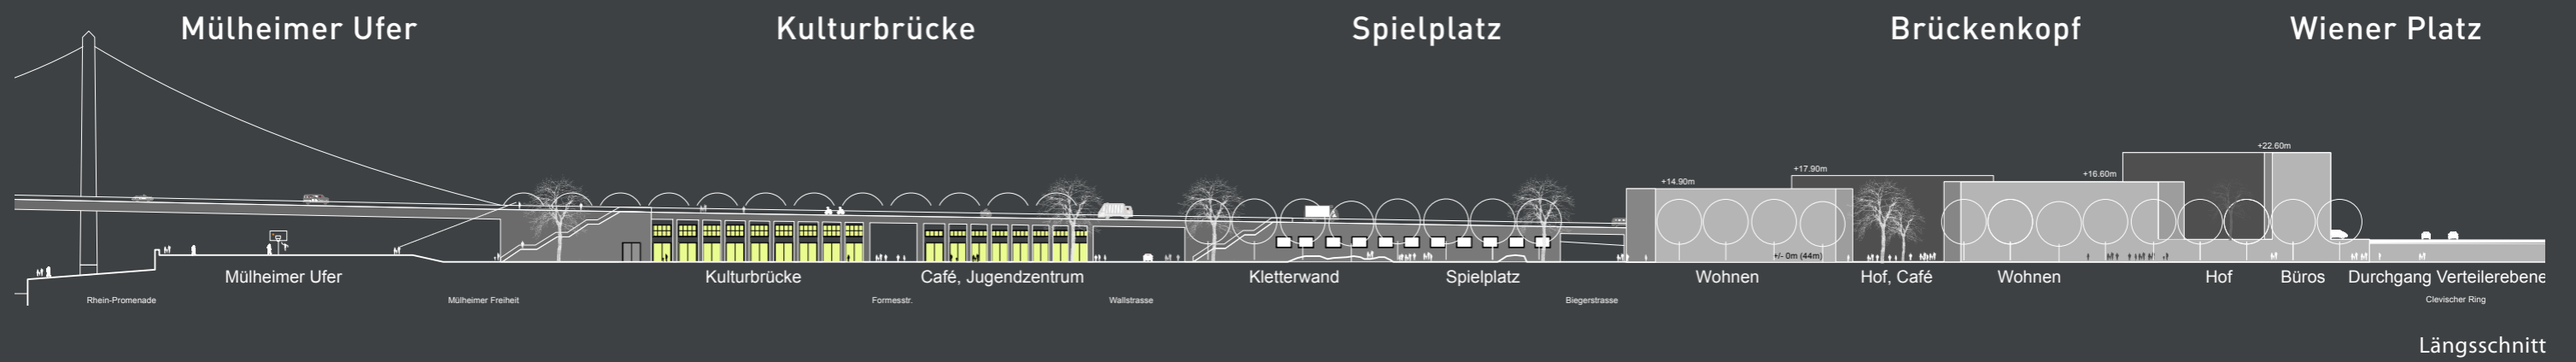 Mülheimer Ufer Kulturbrücke Spielplatz Brückenkopf Wiener Platz
+22.60m
+17.90m
+16.60m
+14.90m
+/- 0m (44m)
Mülheimer Ufer Kulturbrücke Café, Jugendzentrum Kletterwand Spielplatz Wohnen Hof, Café Wohnen Hof Büros Durchgang Verteilerebene
Rhein-Promenade Mülheimer Freiheit Formesstr. Wallstrasse Biegerstrasse Clevischer Ring
Längsschnitt